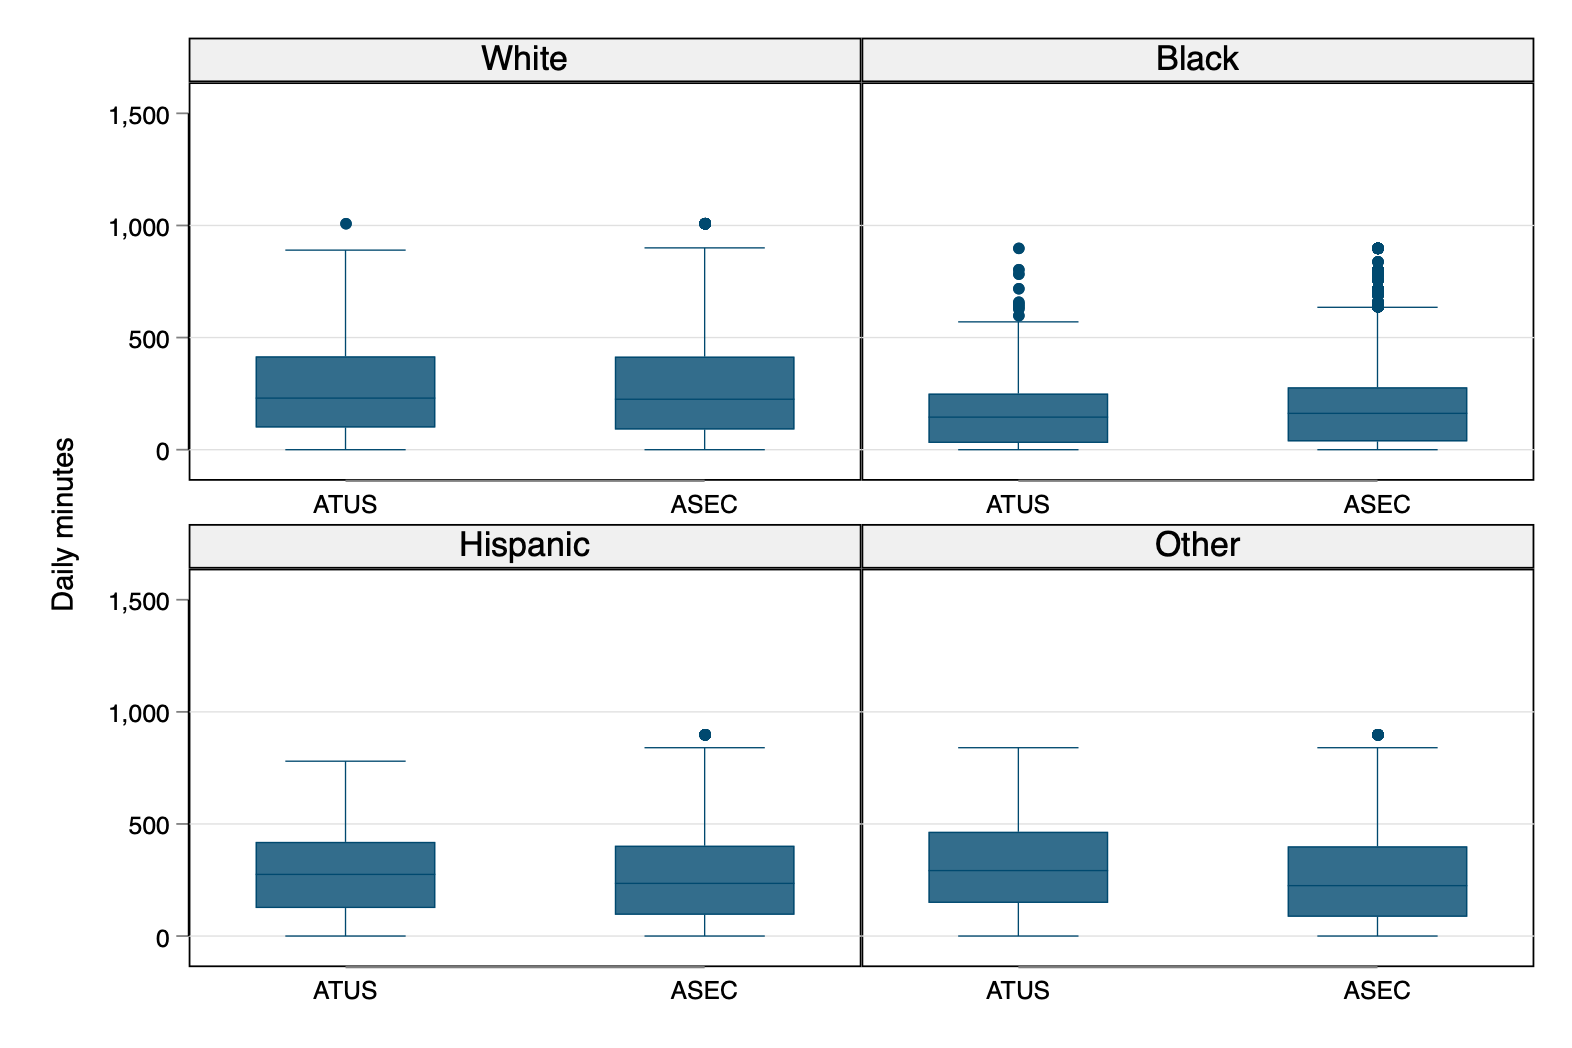 White
Black
1,500
1,000
500
0
ATUS
ASEC
ATUS
ASEC
Daily minutes
Hispanic
Other
1,500
1,000
500
0
ATUS
ASEC
ATUS
ASEC